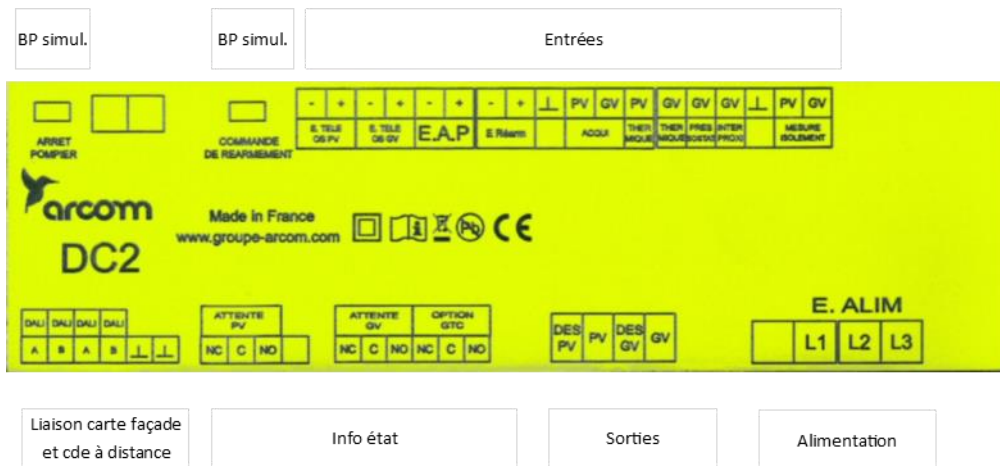 BP simul.
BP simul.
Entrées
- + - + - + - + ⊥ PV GV PV GV GV GV ⊥ PV GV
E. TELE OS PV
E. TELE OS GV
E.A.P
E Réarm
ACQUI
THER MIQUE
THER MIQUE
PRES SOSTAT
INTER PROXI
MESURE ISOLEMENT
ARRET
POMPIER
COMMANDE
DE REARMEMENT
arcom
DC2
Made in France
www.groupe-arcom.com
Pb
CE
DALI DALI DALI DALI
A B A B ⊥ ⊥
ATTENTE
PV
NC C NO
ATTENTE
GV
OPTION
GTC
NC C NO NC C NO
DES
PV
PV
DES
GV
GV
E. ALIM
L1 L2 L3
Liaison carte façade
et cde à distance
Info état
Sorties
Alimentation